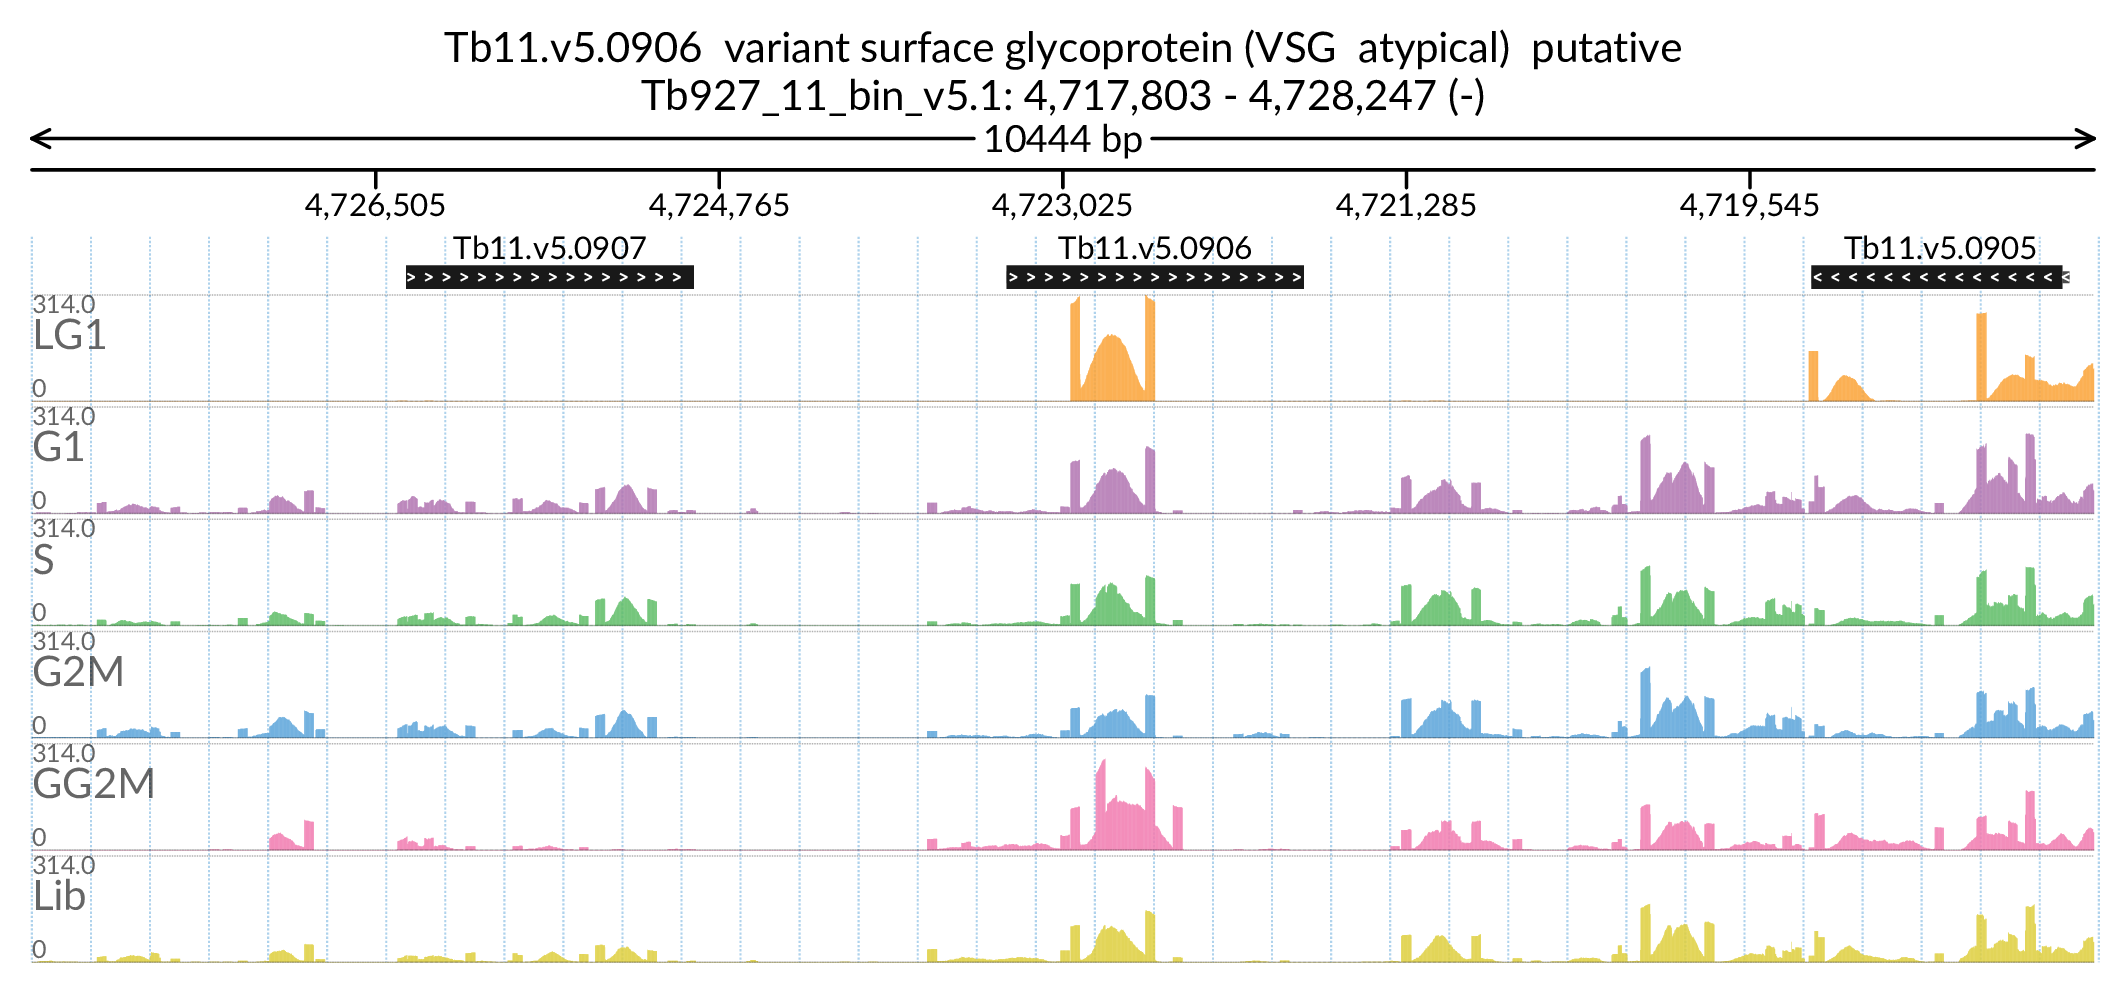 Tb11.v5.0906  variant surface glycoprotein (VSG  atypical)  putative
Tb927_11_bin_v5.1: 4,717,803 - 4,728,247 (-)
10444 bp
4,726,505 4,724,765 4,723,025 4,721,285 4,719,545
Tb11.v5.0907 Tb11.v5.0906 Tb11.v5.0905
314.0
LG1
0
314.0
G1
0
314.0
S
0
314.0
G2M
0
314.0
GG2M
0
314.0
Lib
0